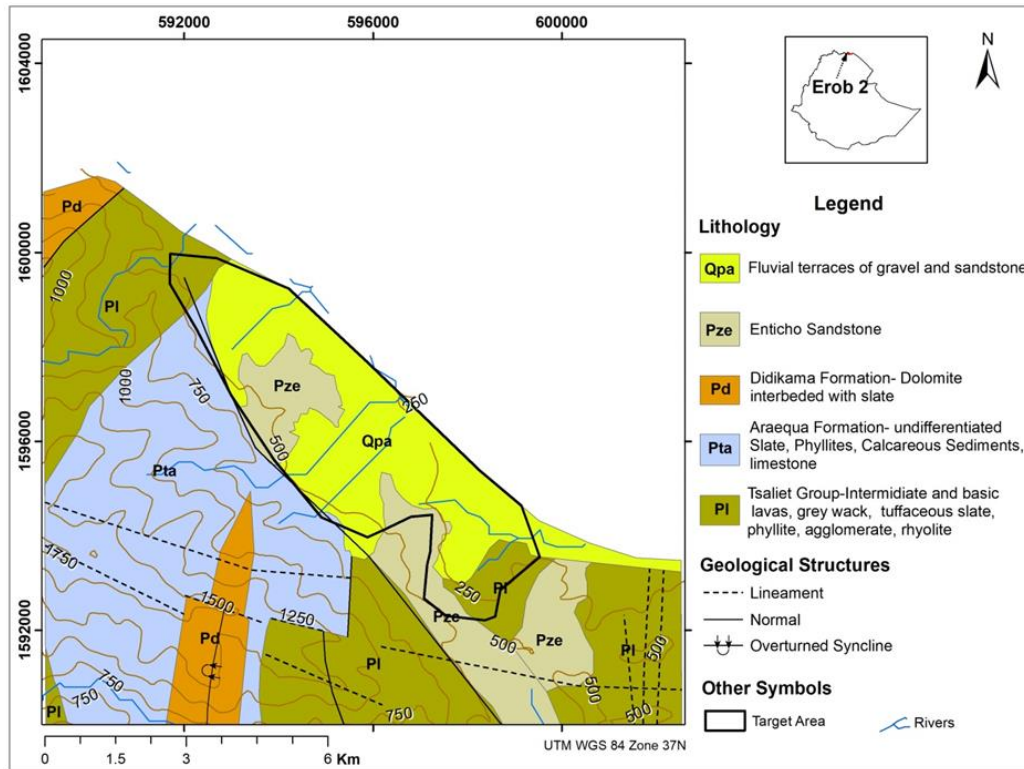 592000
596000
600000
1604000
1600000
1596000
1592000
N
Erob 2
Pd
1000
Pl
1000
750
Pze
500
250
Qpa
Pta
1750
1500
1250
Pd
750
750
Pl
250
Pl
Pze
500
Pze
Pl
500
Pl
500
500
750
0 1.5 3 6 Km
UTM WGS 84 Zone 37N
Legend
Lithology
Qpa Fluvial terraces of gravel and sandstone
Pze Enticho Sandstone
Pd Didikama Formation- Dolomite
interbeded with slate
Pta Araequa Formation- undifferentiated
Slate, Phyllites, Calcareous Sediments,
limestone
Pl Tsaliet Group-Intermidiate and basic
lavas, grey wack, tuffaceous slate,
phyllite, agglomerate, rhyolite
Geological Structures
Lineament
Normal
Overturned Syncline
Other Symbols
Target Area
Rivers